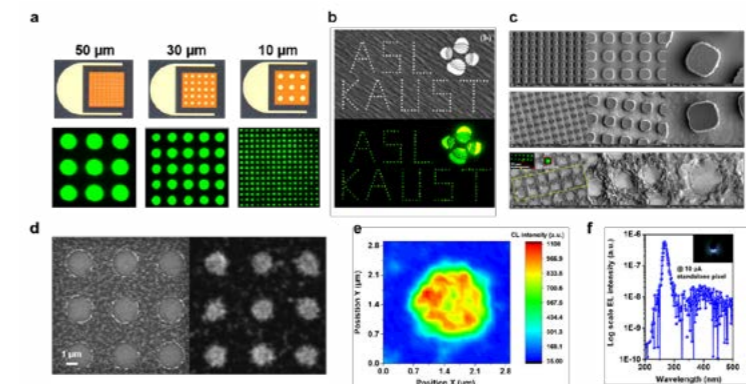 a
50 µm 30 µm 10 µm
b
(b)
ASL
KAUST
ASL
KAUST
c
d
1 µm
e
CL intensity (a.u.)
2.8
2.1
1.4
0.7
0.0
Position Y (µm)
0.0 0.7 1.4 2.1 2.8
Position X (µm)
1100
966.9
833.8
700.6
567.5
434.4
301.3
168.1
35.00
f
Log scale EL intensity (a.u.)
1E-6
1E-7
1E-8
1E-9
1E-10
@ 10 µA
standalone pixel
200 300 400 500
Wavelength (nm)